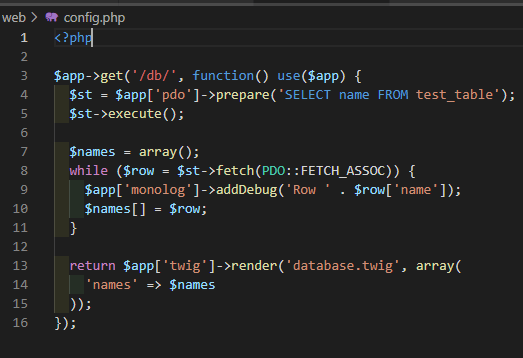 web > config.php
1 <?php
2
3 $app->get('/db/', function() use($app) {
4   $st = $app['pdo']->prepare('SELECT name FROM test_table');
5   $st->execute();
6
7   $names = array();
8   while ($row = $st->fetch(PDO::FETCH_ASSOC)) {
9     $app['monolog']->addDebug('Row ' . $row['name']);
10     $names[] = $row;
11   }
12
13   return $app['twig']->render('database.twig', array(
14     'names' => $names
15   ));
16 });